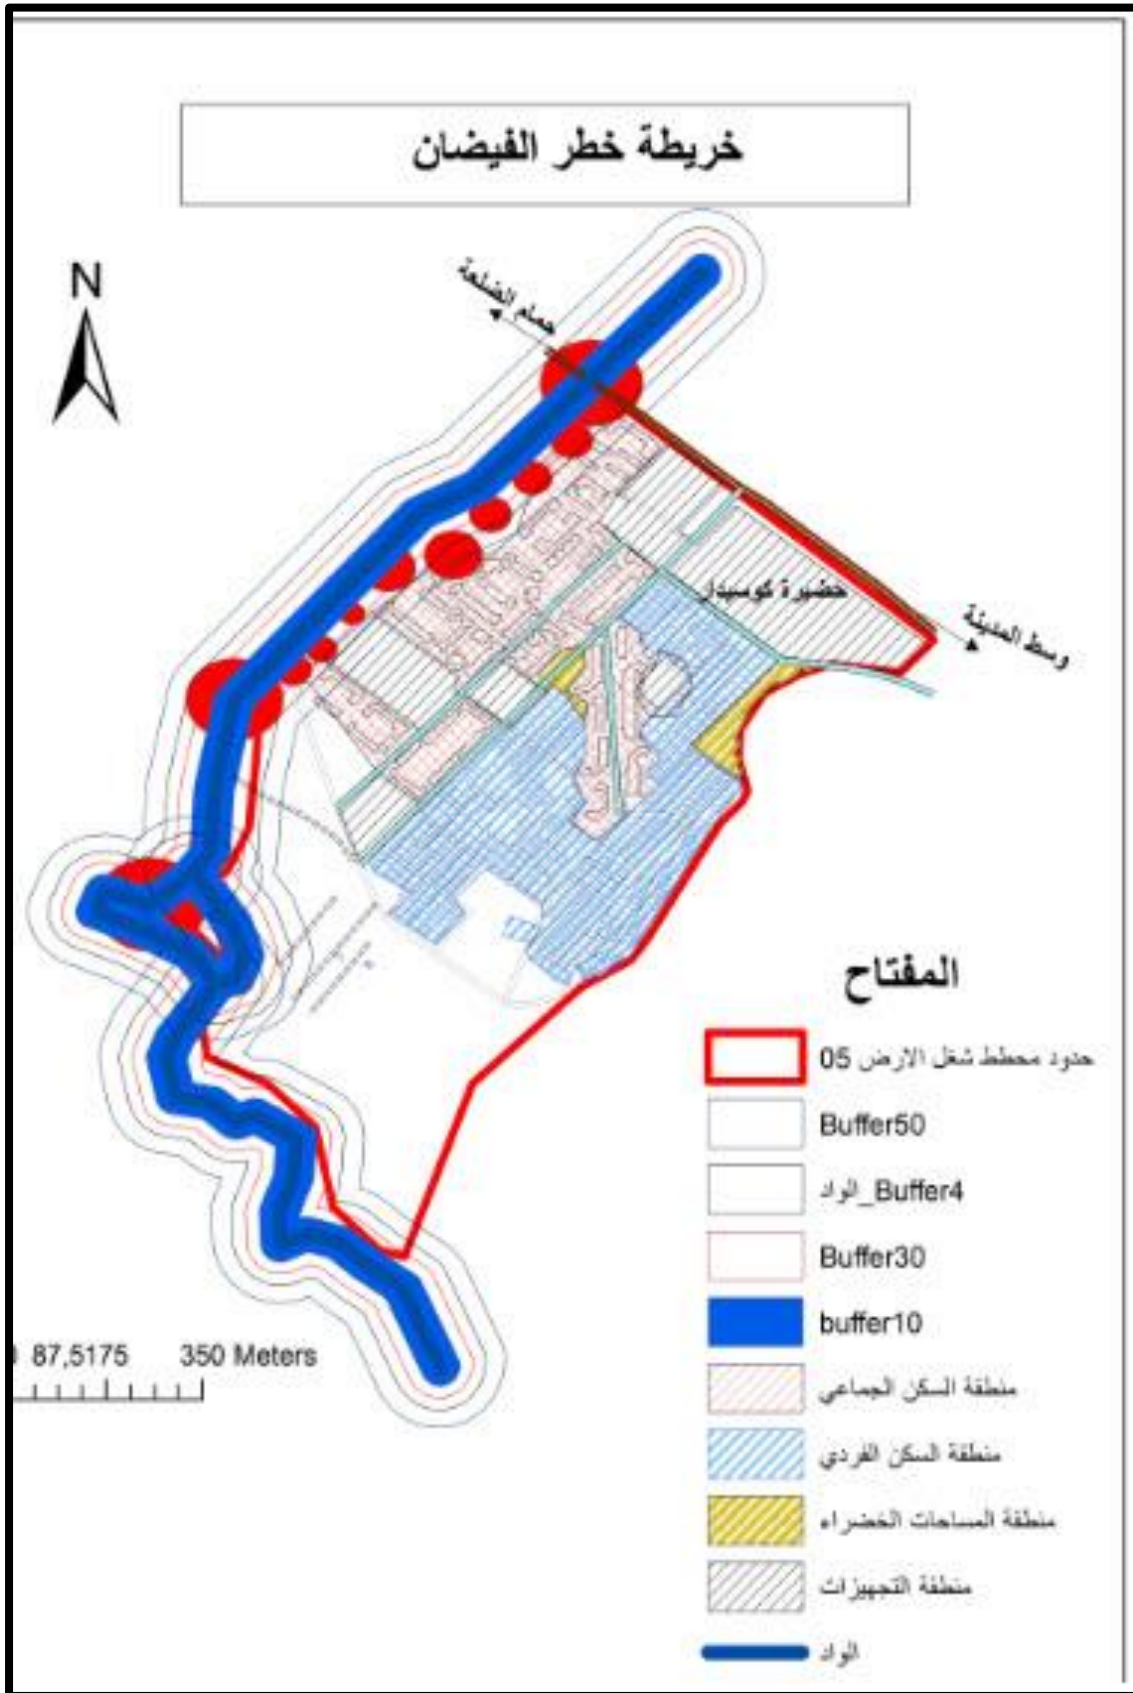 خريطة خطر الفيضان
N
حمام الضلعة
حضيرة كوسيدار
وسط المدينة
المفتاح
حدود مخطط شغل الارض 05
Buffer50
الواد_Buffer4
Buffer30
buffer10
منطقة السكن الجماعي
منطقة السكن الفردي
منطقة المساحات الخضراء
منطقة التجهيزات
الواد
87,5175 350 Meters